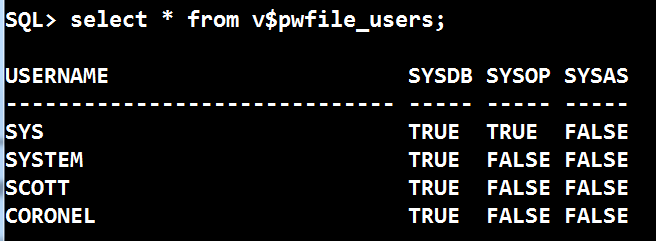 SQL> select * from v$pwfile_users;
USERNAME                       SYSDB SYSOP SYSAS
------------------------------ ----- ----- -----
SYS                            TRUE  TRUE  FALSE
SYSTEM                         TRUE  FALSE FALSE
SCOTT                          TRUE  FALSE FALSE
CORONEL                        TRUE  FALSE FALSE